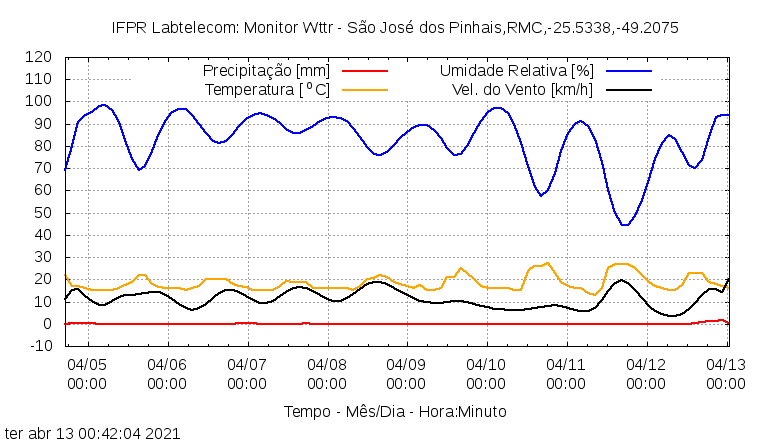 IFPR Labtelecom: Monitor Wttr - São José dos Pinhais,RMC,-25.5338,-49.2075
Precipitação [mm]
Temperatura [⁰C]
Umidade Relativa [%]
Vel. do Vento [km/h]
120
110
100
90
80
70
60
50
40
30
20
10
0
-10
04/05 04/06 04/07 04/08 04/09 04/10 04/11 04/12 04/13
00:00 00:00 00:00 00:00 00:00 00:00 00:00 00:00 00:00
Tempo - Mês/Dia - Hora:Minuto
ter abr 13 00:42:04 2021